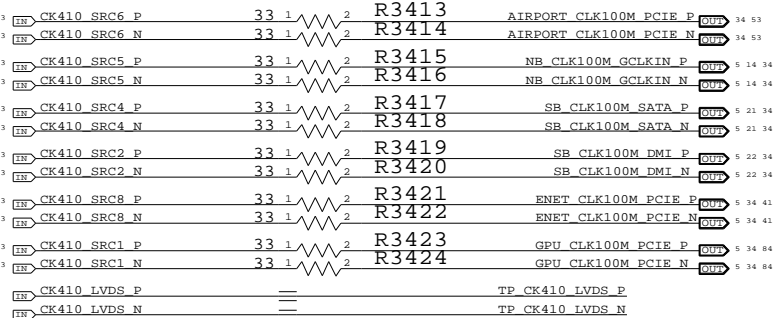 3 IN CK410_SRC6_P 33 1 2 R3413 AIRPORT_CLK100M_PCIE_P OUT 34 53
3 IN CK410_SRC6_N 33 1 2 R3414 AIRPORT_CLK100M_PCIE_N OUT 34 53
3 IN CK410_SRC5_P 33 1 2 R3415 NB_CLK100M_GCLKIN_P OUT 5 14 34
3 IN CK410_SRC5_N 33 1 2 R3416 NB_CLK100M_GCLKIN_N OUT 5 14 34
3 IN CK410_SRC4_P 33 1 2 R3417 SB_CLK100M_SATA_P OUT 5 21 34
3 IN CK410_SRC4_N 33 1 2 R3418 SB_CLK100M_SATA_N OUT 5 21 34
3 IN CK410_SRC2_P 33 1 2 R3419 SB_CLK100M_DMI_P OUT 5 22 34
3 IN CK410_SRC2_N 33 1 2 R3420 SB_CLK100M_DMI_N OUT 5 22 34
3 IN CK410_SRC8_P 33 1 2 R3421 ENET_CLK100M_PCIE_P OUT 5 34 41
3 IN CK410_SRC8_N 33 1 2 R3422 ENET_CLK100M_PCIE_N OUT 5 34 41
3 IN CK410_SRC1_P 33 1 2 R3423 GPU_CLK100M_PCIE_P OUT 5 34 84
3 IN CK410_SRC1_N 33 1 2 R3424 GPU_CLK100M_PCIE_N OUT 5 34 84
IN CK410_LVDS_P TP_CK410_LVDS_P
IN CK410_LVDS_N TP_CK410_LVDS_N